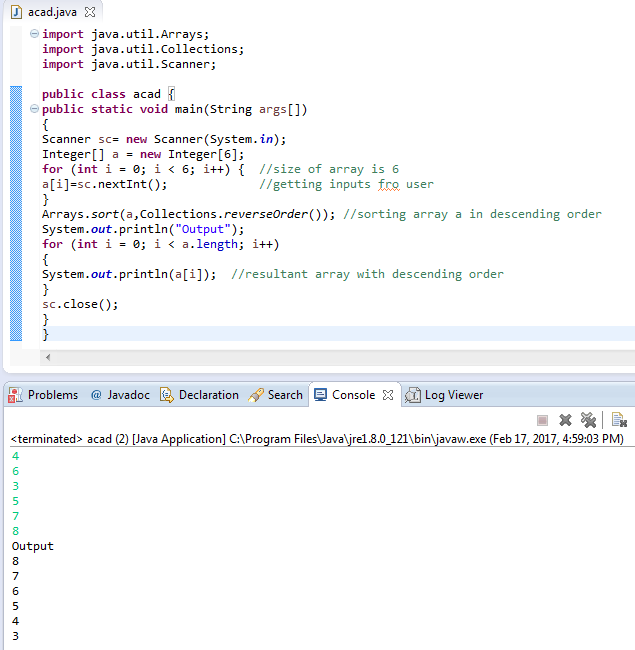 acad.java
import java.util.Arrays;
import java.util.Collections;
import java.util.Scanner;
public class acad {
public static void main(String args[])
{
Scanner sc= new Scanner(System.in);
Integer[] a = new Integer[6];
for (int i = 0; i < 6; i++) {  //size of array is 6
a[i]=sc.nextInt();             //getting inputs fro user
}
Arrays.sort(a,Collections.reverseOrder()); //sorting array a in descending order
System.out.println("Output");
for (int i = 0; i < a.length; i++)
{
System.out.println(a[i]);  //resultant array with descending order
}
sc.close();
}
}
Problems @ Javadoc Declaration Search Console Log Viewer
<terminated> acad (2) [Java Application] C:\Program Files\Java\jre1.8.0_121\bin\javaw.exe (Feb 17, 2017, 4:59:03 PM)
4
6
3
5
7
8
Output
8
7
6
5
4
3